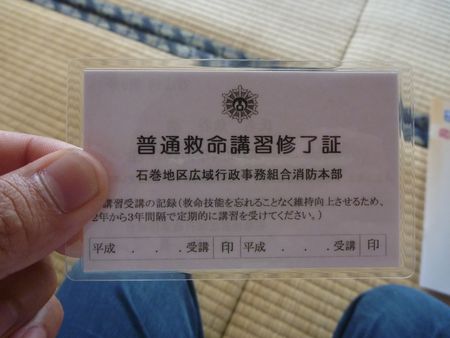 普通救命講習修了証
石巻地区広域行政事務組合消防本部
講習受講の記録(救命技能を忘れることなく維持向上させるため、
2年から3年間隔で定期的に講習を受けてください。)
平成 . . .受講 印 平成 . . .受講 印